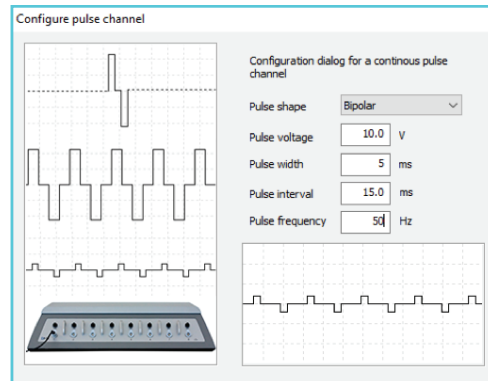 Configure pulse channel
Configuration dialog for a continous pulse
channel
Pulse shape Bipolar
Pulse voltage 10.0 V
Pulse width 5 ms
Pulse interval 15.0 ms
Pulse frequency 50 Hz